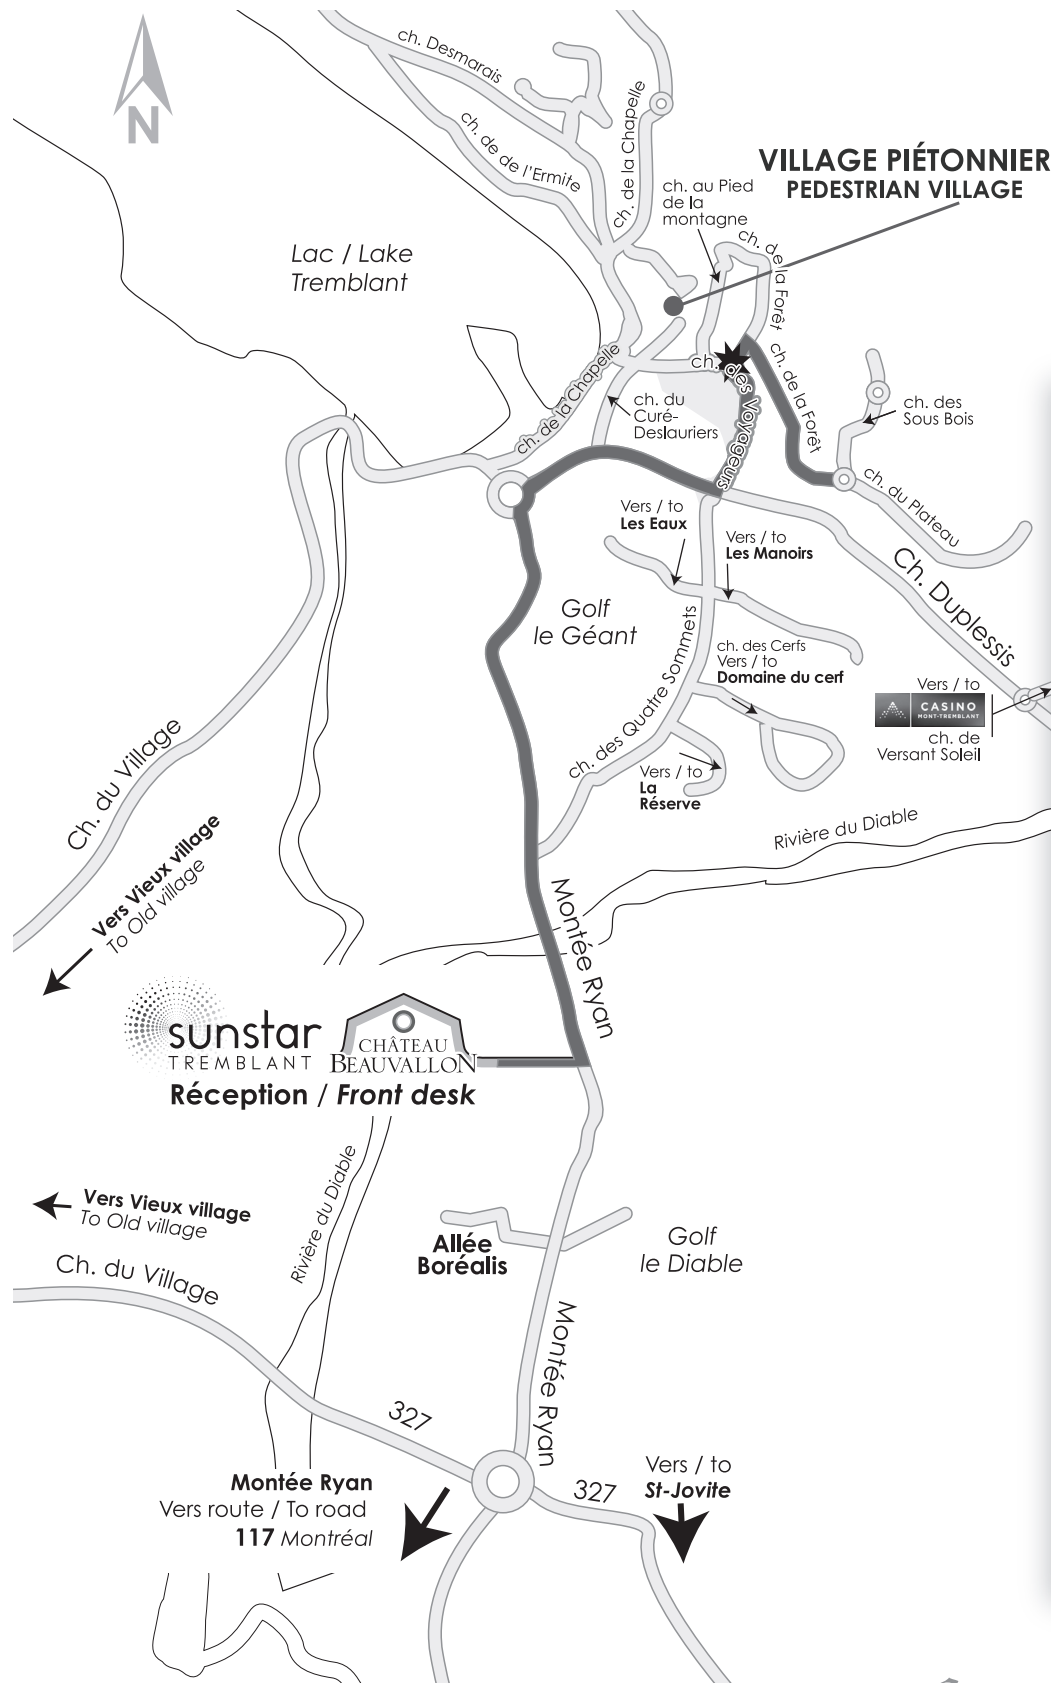 N
ch. Desmarais
ch. de de l'Ermite
ch. de la Chapelle
VILLAGE PIÉTONNIER
PEDESTRIAN VILLAGE
ch. au Pied
de la
montagne
ch. de la Forêt
Lac / Lake
Tremblant
ch. de la Chapelle
ch. des Voyageurs
ch. de la Forêt
ch. du
Curé-
Deslauriers
ch. des
Sous Bois
ch. du Plateau
Vers / to
Les Eaux
Vers / to
Les Manoirs
Ch. Duplessis
Golf
le Géant
ch. des Quatre Sommets
ch. des Cerfs
Vers / to
Domaine du cerf
Vers / to
CASINO
MONT-TREMBLANT
ch. de
Versant Soleil
Vers / to
La
Réserve
Ch. du Village
Rivière du Diable
Vers Vieux village
To Old village
Montée Ryan
sunstar
TREMBLANT
CHÂTEAU
BEAUVALLON
Réception / Front desk
Rivière du Diable
Vers Vieux village
To Old village
Allée
Boréalis
Golf
le Diable
Ch. du Village
Montée Ryan
327
Montée Ryan
Vers route / To road
117 Montréal
327
Vers / to
St-Jovite